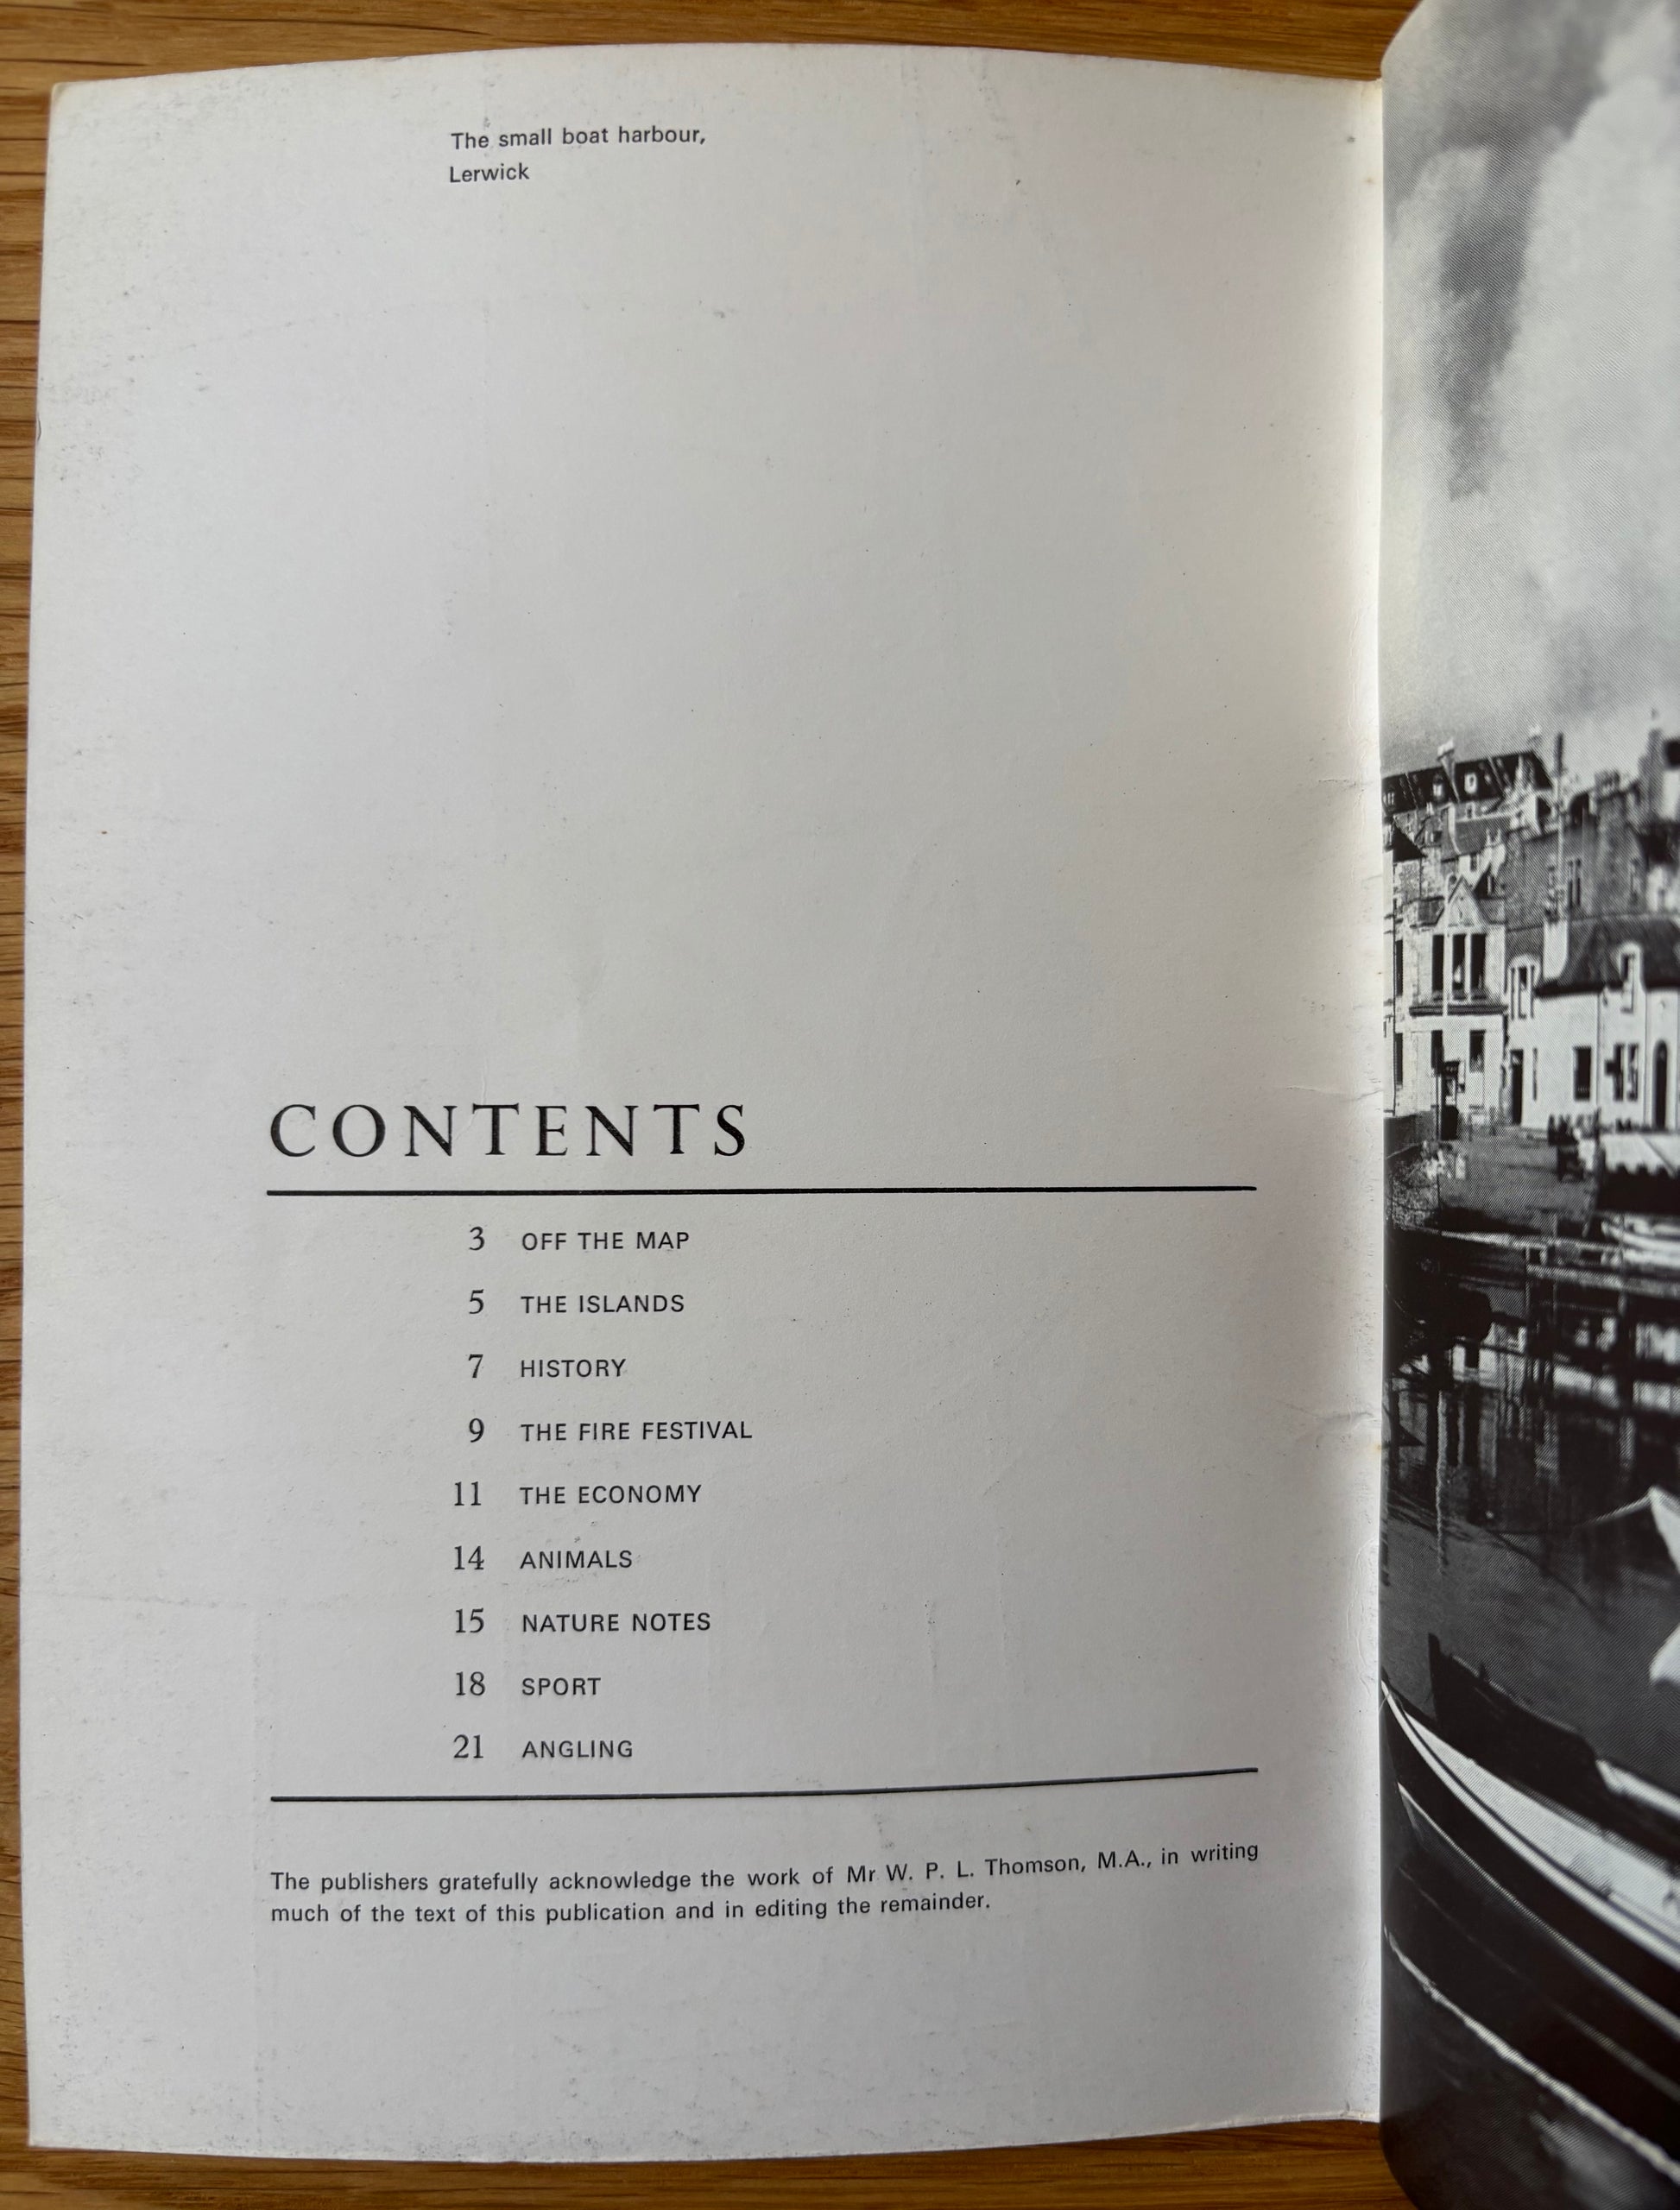 The small boat harbour,
Lerwick
CONTENTS
3 OFF THE MAP
5 THE ISLANDS
7 HISTORY
9 THE FIRE FESTIVAL
11 THE ECONOMY
14 ANIMALS
15 NATURE NOTES
18 SPORT
21 ANGLING
The publishers gratefully acknowledge the work of Mr W. P. L. Thomson, M.A., in writing
much of the text of this publication and in editing the remainder.